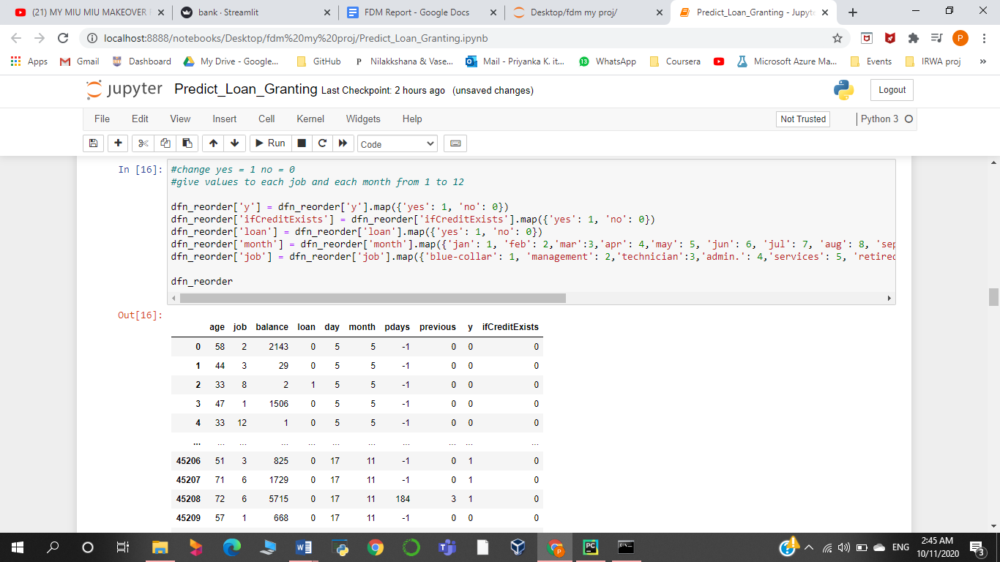 (21) MY MIU MIU MAKEOVER F
bank · Streamlit
FDM Report - Google Docs
Desktop/fdm my proj/
Predict_Loan_Granting - Jupyte
localhost:8888/notebooks/Desktop/fdm%20my%20proj/Predict_Loan_Granting.ipynb
P
Apps Gmail Dashboard My Drive - Google... GitHub P Nilakkshana & Vase... Mail - Priyanka K. it... 13 WhatsApp Coursera Microsoft Azure Ma... Events IRWA proj »
jupyter Predict_Loan_Granting Last Checkpoint: 2 hours ago (unsaved changes) Logout
File Edit View Insert Cell Kernel Widgets Help Not Trusted Python 3
Run Code
In [16]: #change yes = 1 no = 0
#give values to each job and each month from 1 to 12
dfn_reorder['y'] = dfn_reorder['y'].map({'yes': 1, 'no': 0})
dfn_reorder['ifCreditExists'] = dfn_reorder['ifCreditExists'].map({'yes': 1, 'no': 0})
dfn_reorder['loan'] = dfn_reorder['loan'].map({'yes': 1, 'no': 0})
dfn_reorder['month'] = dfn_reorder['month'].map({'jan': 1, 'feb': 2,'mar':3,'apr': 4,'may': 5, 'jun': 6, 'jul': 7, 'aug': 8, 'sep
dfn_reorder['job'] = dfn_reorder['job'].map({'blue-collar': 1, 'management': 2,'technician':3,'admin.': 4,'services': 5, 'retired
dfn_reorder
Out[16]:
age job balance loan day month pdays previous y ifCreditExists
0 58 2 2143 0 5 5 -1 0 0 0
1 44 3 29 0 5 5 -1 0 0 0
2 33 8 2 1 5 5 -1 0 0 0
3 47 1 1506 0 5 5 -1 0 0 0
4 33 12 1 0 5 5 -1 0 0 0
... ... ... ... ... ... ... ... ... ... ...
45206 51 3 825 0 17 11 -1 0 1 0
45207 71 6 1729 0 17 11 -1 0 1 0
45208 72 6 5715 0 17 11 184 3 1 0
45209 57 1 668 0 17 11 -1 0 0 0
ENG
2:45 AM
10/11/2020
3